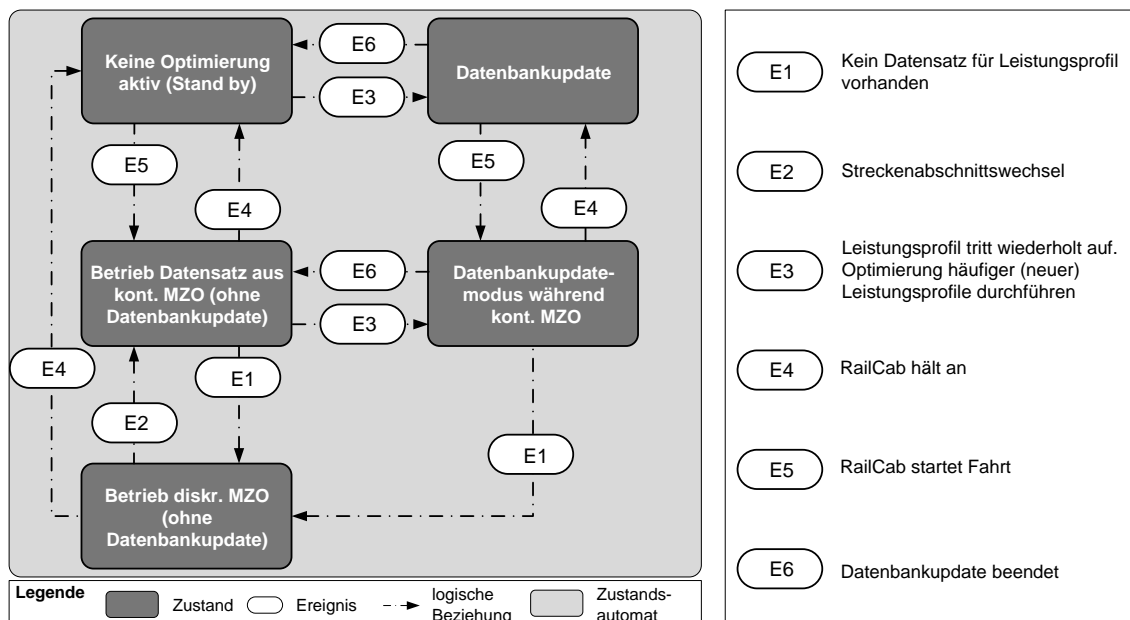 Keine Optimierung
aktiv (Stand by)
E6
E3
Datenbankupdate
E5
E4
E5
E4
Betrieb Datensatz aus
kont. MZO (ohne
Datenbankupdate)
E6
E3
Datenbankupdate-
modus während
kont. MZO
E4
E2
E1
E1
Betrieb diskr. MZO
(ohne
Datenbankupdate)
Legende
Zustand
Ereignis
logische
Beziehung
Zustands-
automat
E1
Kein Datensatz für Leistungsprofil
vorhanden
E2
Streckenabschnittswechsel
E3
Leistungsprofil tritt wiederholt auf.
Optimierung häufiger (neuer)
Leistungsprofile durchführen
E4
RailCab hält an
E5
RailCab startet Fahrt
E6
Datenbankupdate beendet